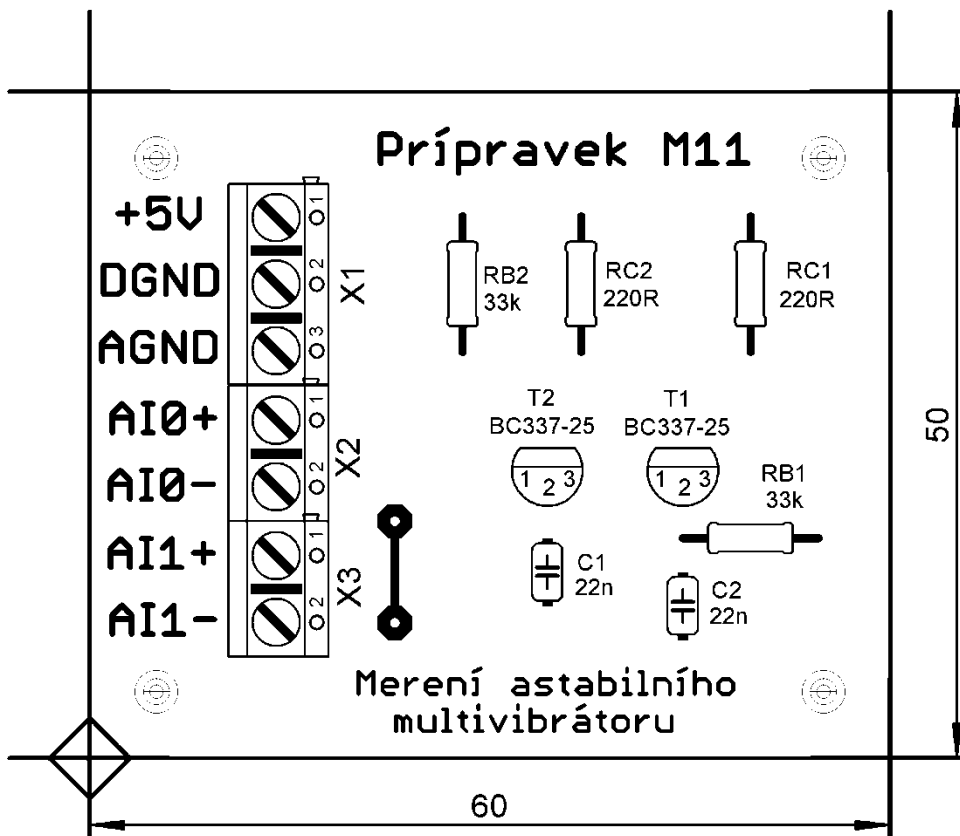 Prípravek M11
+5V
DGND
AGND
1
2
3
X1
AI0+
AI0-
1
2
X2
AI1+
AI1-
1
2
X3
RB2
33k
RC2
220R
RC1
220R
T2
BC337-25
1 2 3
T1
BC337-25
1 2 3
RB1
33k
C1
22n
C2
22n
Merení astabilního
multivibrátoru
50
60